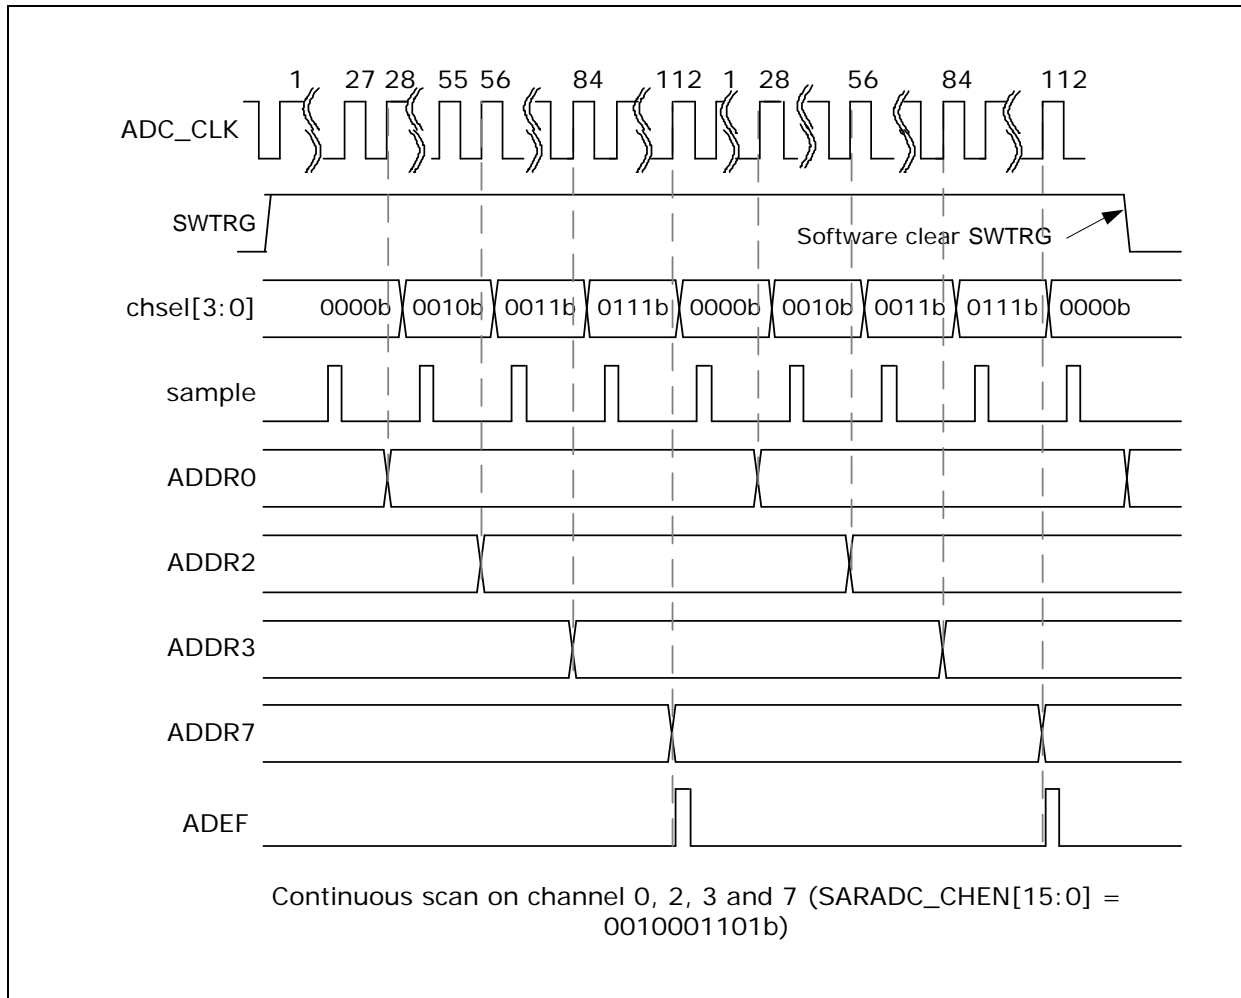 1 27 28 55 56 84 112 1 28 56 84 112
ADC_CLK
SWTRG
Software clear SWTRG
chsel[3:0]
0000b 0010b 0011b 0111b 0000b 0010b 0011b 0111b 0000b
sample
ADDR0
ADDR2
ADDR3
ADDR7
ADEF
Continuous scan on channel 0, 2, 3 and 7 (SARADC_CHEN[15:0] =
0010001101b)